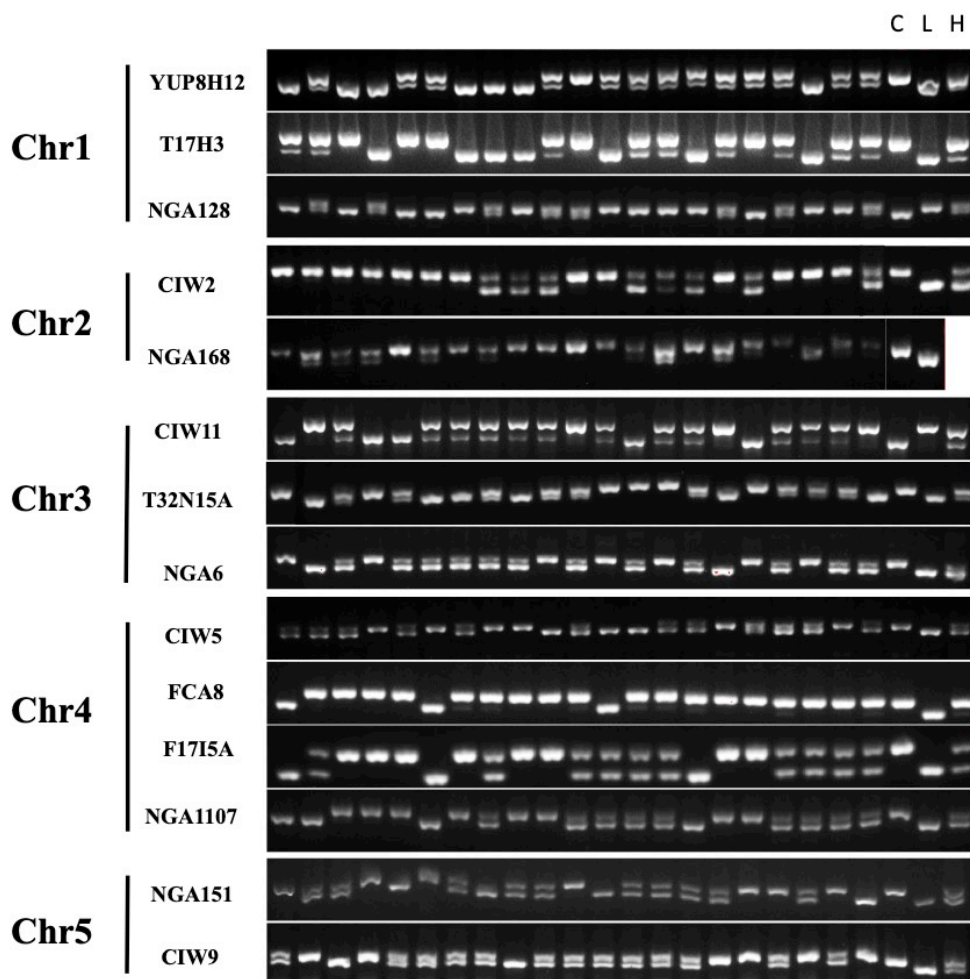 C L H
Chr1
YUP8H12
T17H3
NGA128
Chr2
CIW2
NGA168
Chr3
CIW11
T32N15A
NGA6
Chr4
CIW5
FCA8
F17I5A
NGA1107
Chr5
NGA151
CIW9